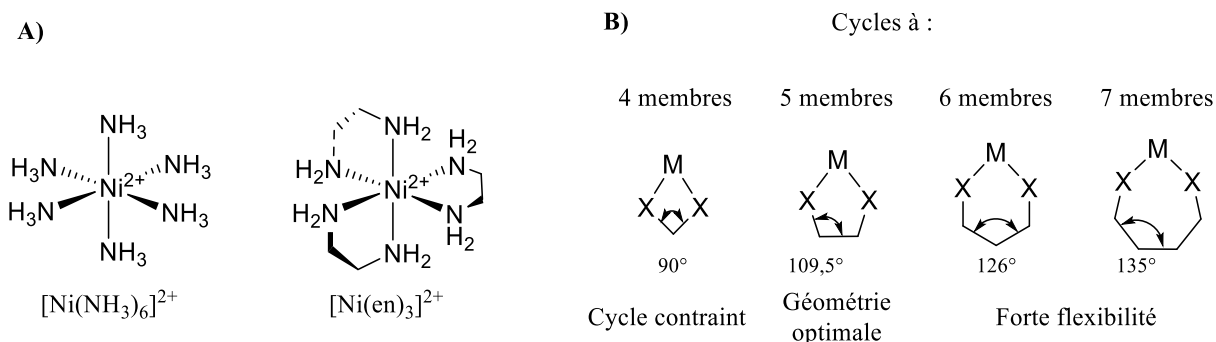 A)
NH3
H3N NH3
Ni2+
H3N NH3
NH3
[Ni(NH3)6]2+
NH2
H2 N
H2N
Ni2+
H2N
N H2
NH2
[Ni(en)3]2+
B)
Cycles à :
4 membres 5 membres 6 membres 7 membres
M M M M
X X X X X X X X
90° 109,5° 126° 135°
Cycle contraint
Géométrie
optimale
Forte flexibilité